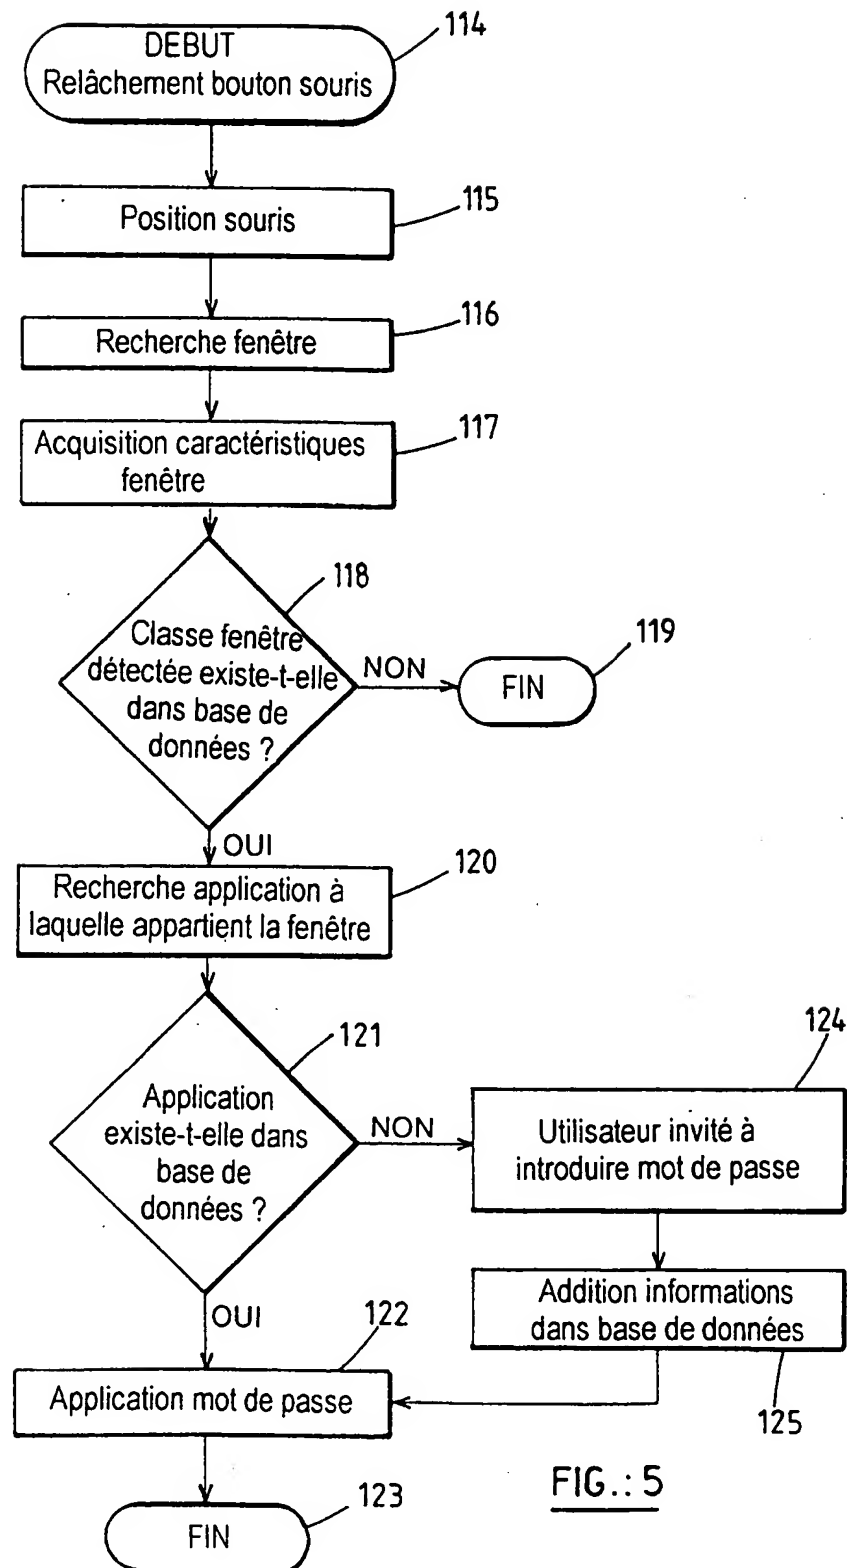 DEBUT
Relâchement bouton souris
114
Position souris
115
Recherche fenêtre
116
Acquisition caractéristiques
fenêtre
117
118
Classe fenêtre
détectée existe-t-elle
dans base de
données ?
NON
FIN
119
OUI
Recherche application à
laquelle appartient la fenêtre
120
121
Application
existe-t-elle dans
base de
données ?
NON
124
Utilisateur invité à
introduire mot de passe
Addition informations
dans base de données
125
OUI
122
Application mot de passe
123
FIN
FIG.: 5